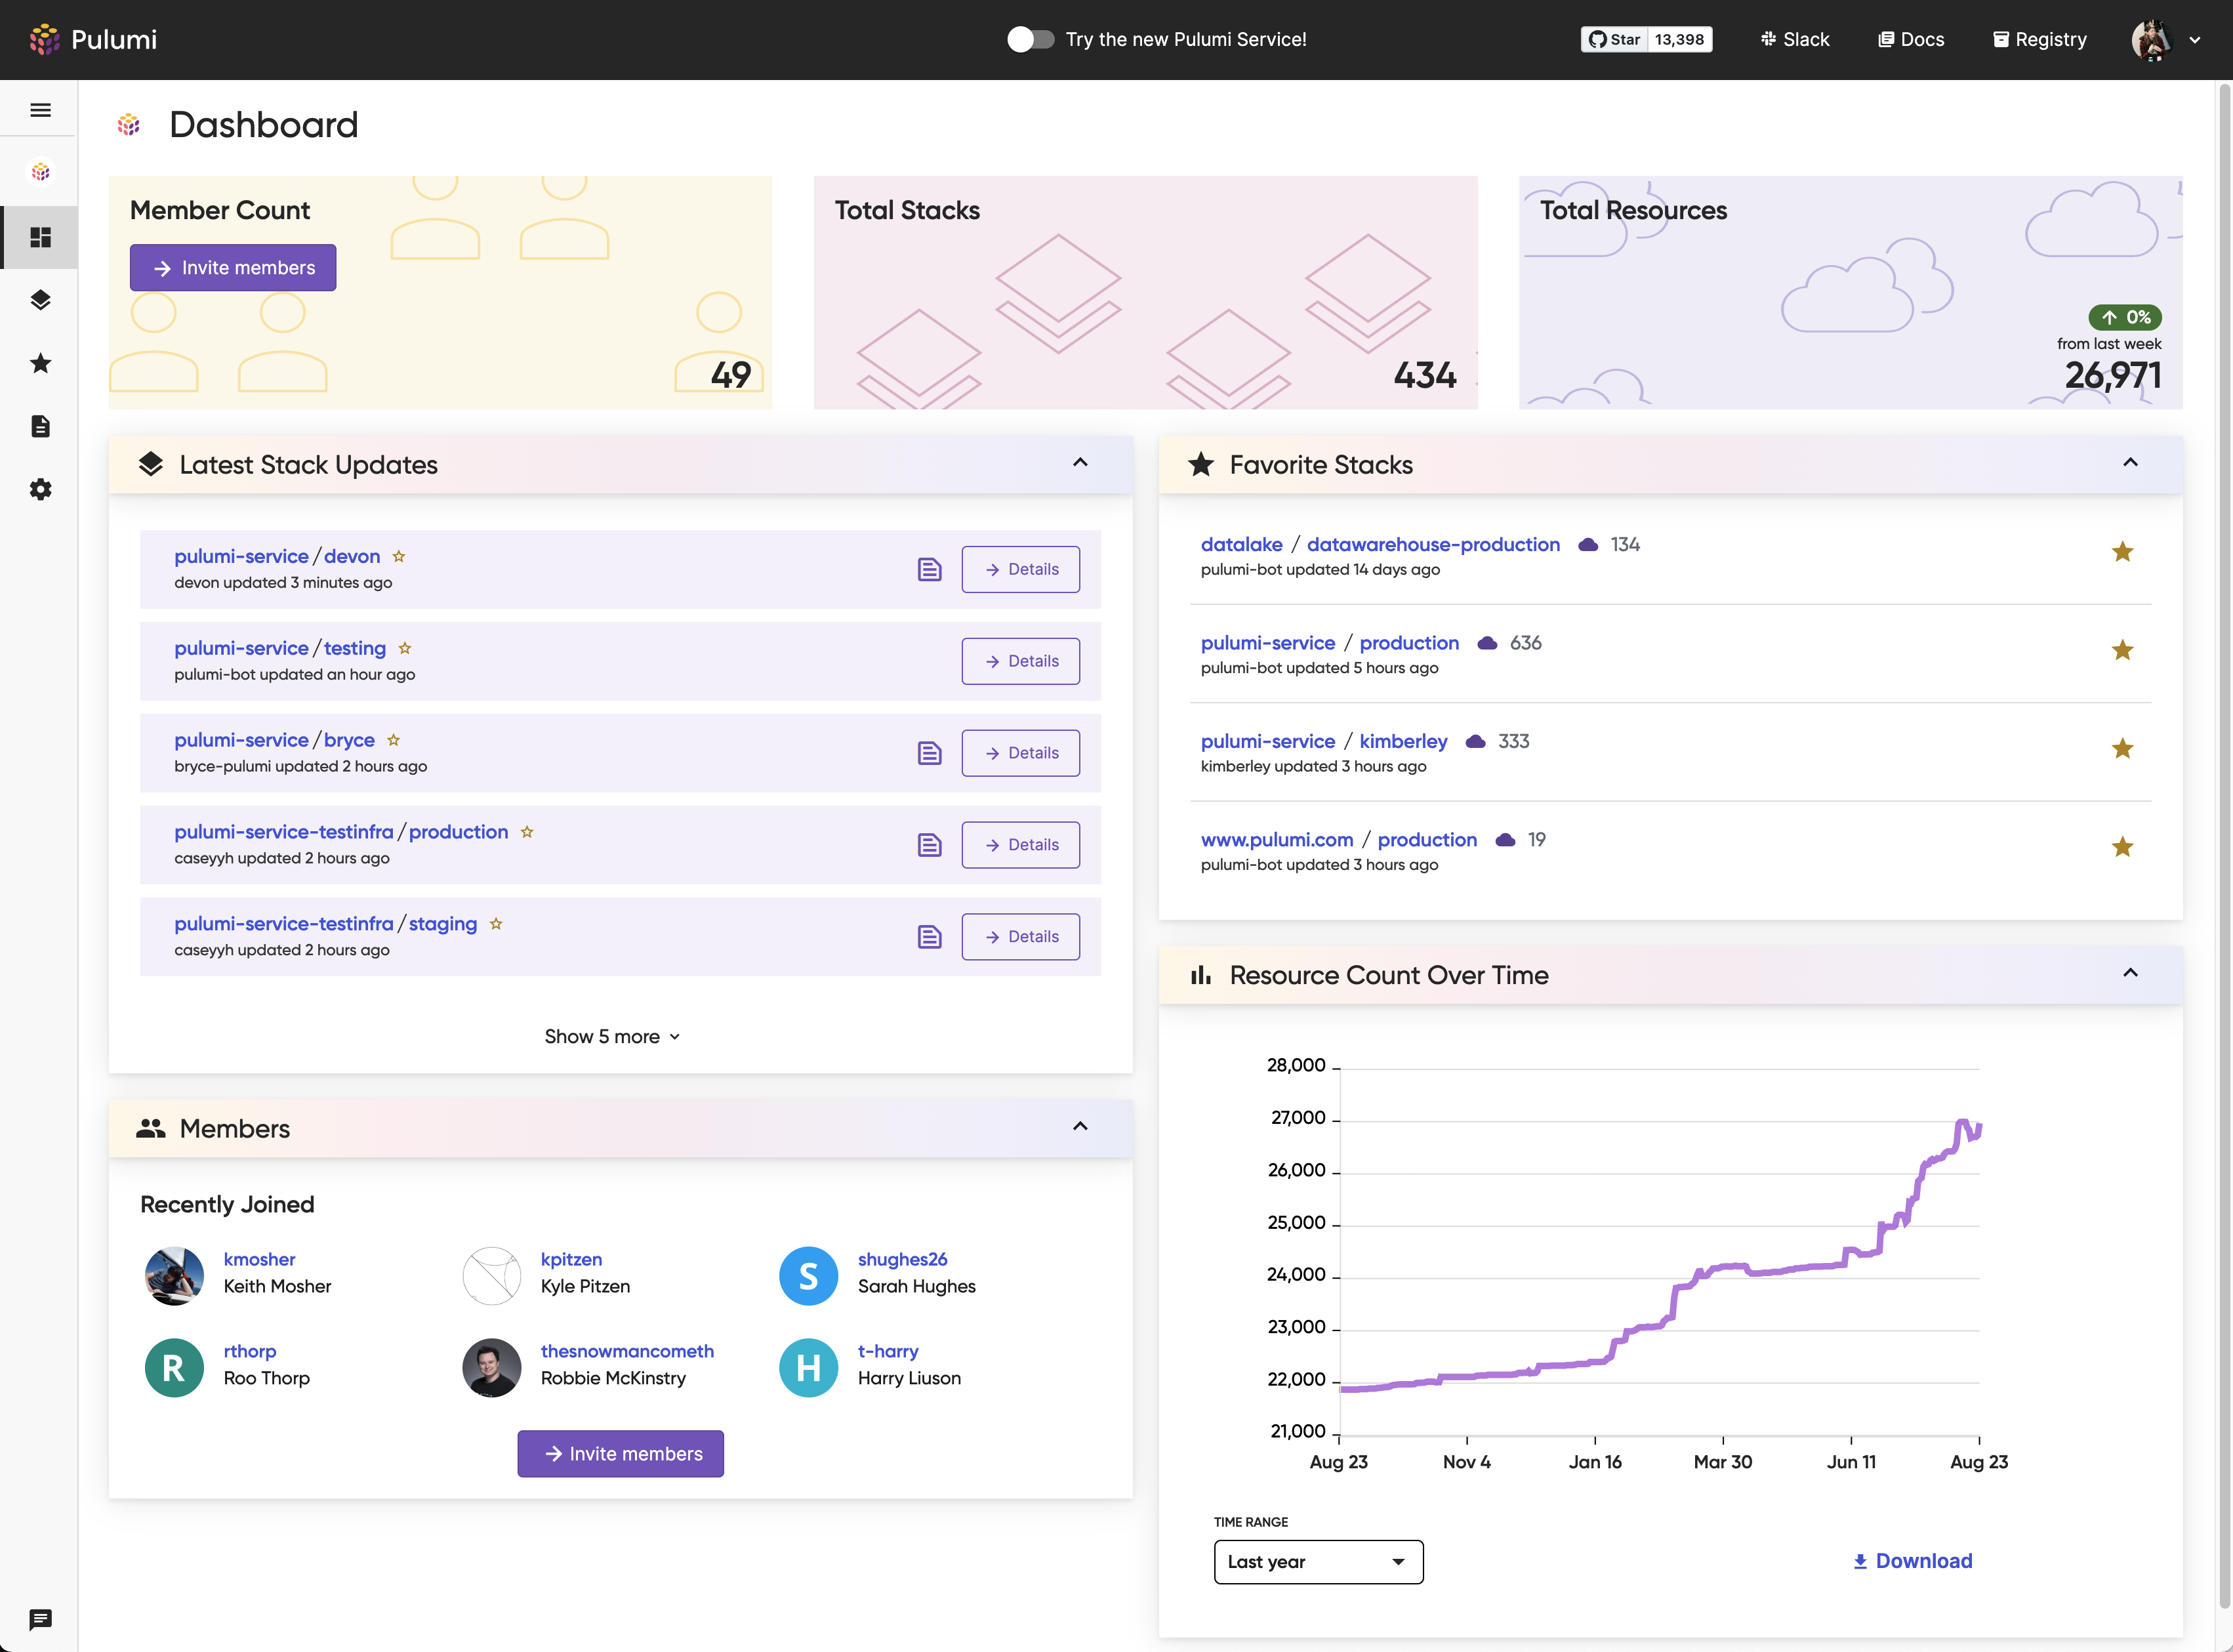 Pulumi
Try the new Pulumi Service!
Star 13,398
Slack
Docs
Registry
Dashboard
Member Count
Invite members
49
Total Stacks
434
Total Resources
0%
from last week
26,971
Latest Stack Updates
pulumi-service/devon
devon updated 3 minutes ago
Details
pulumi-service/testing
pulumi-bot updated an hour ago
Details
pulumi-service/bryce
bryce-pulumi updated 2 hours ago
Details
pulumi-service-testinfra/production
caseyyh updated 2 hours ago
Details
pulumi-service-testinfra/staging
caseyyh updated 2 hours ago
Details
Show 5 more
Members
Recently Joined
kmosher
Keith Mosher
kpitzen
Kyle Pitzen
S
shughes26
Sarah Hughes
R
rthorp
Roo Thorp
thesnowmancometh
Robbie McKinstry
H
t-harry
Harry Liuson
Invite members
Favorite Stacks
datalake / datawarehouse-production 134
pulumi-bot updated 14 days ago
pulumi-service / production 636
pulumi-bot updated 5 hours ago
pulumi-service / kimberley 333
kimberley updated 3 hours ago
www.pulumi.com / production 19
pulumi-bot updated 3 hours ago
Resource Count Over Time
28,000
27,000
26,000
25,000
24,000
23,000
22,000
21,000
Aug 23 Nov 4 Jan 16 Mar 30 Jun 11 Aug 23
TIME RANGE
Last year
Download